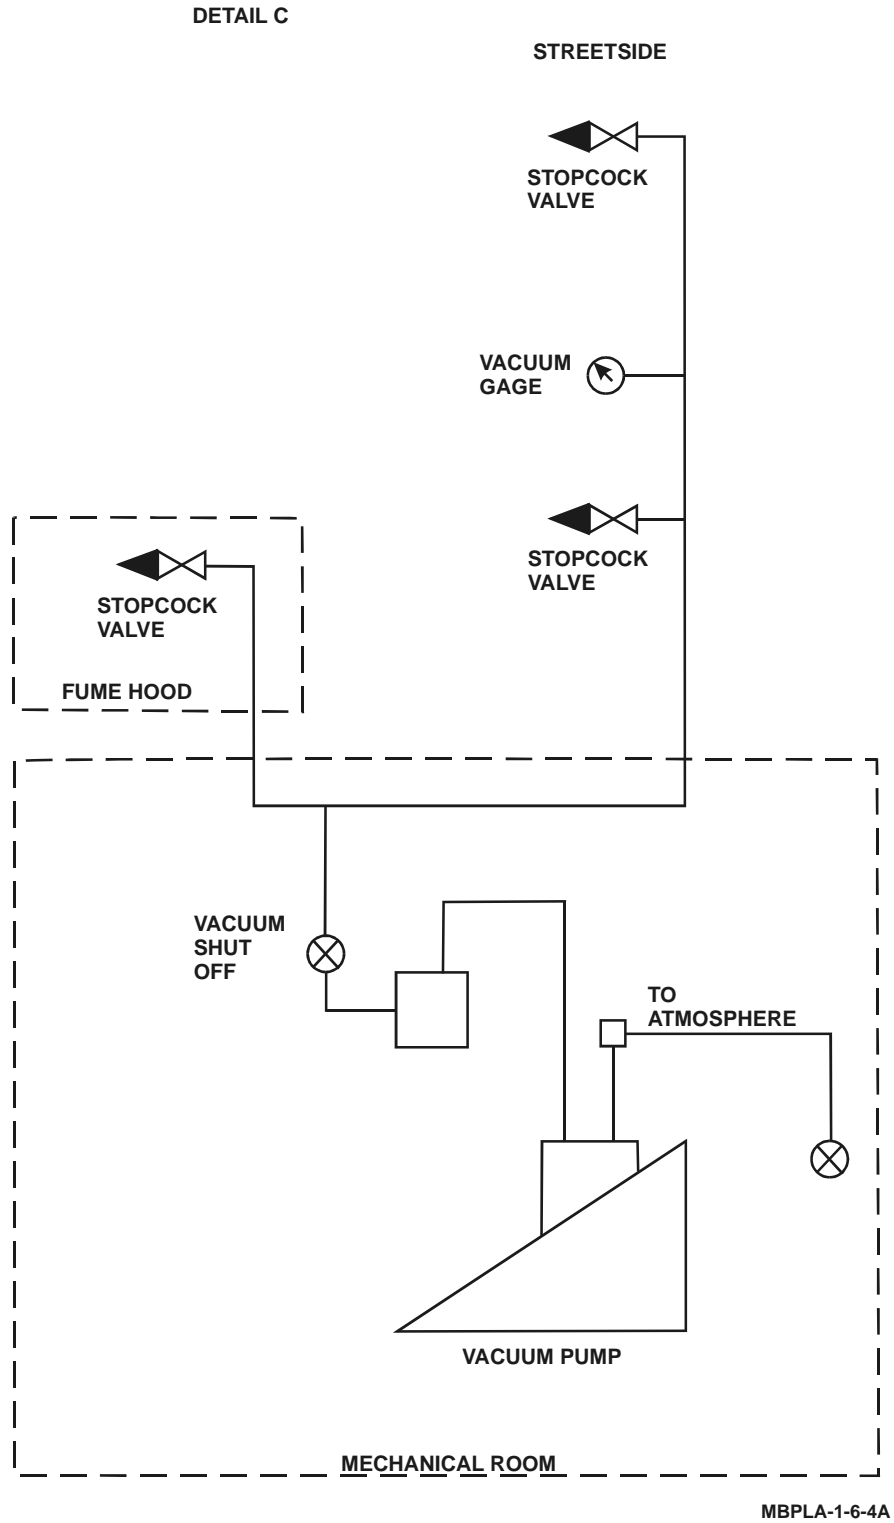 DETAIL C
STREETSIDE
STOPCOCK
VALVE
VACUUM
GAGE
STOPCOCK
VALVE
STOPCOCK
VALVE
FUME HOOD
VACUUM
SHUT
OFF
TO
ATMOSPHERE
VACUUM PUMP
MECHANICAL ROOM
MBPLA-1-6-4A